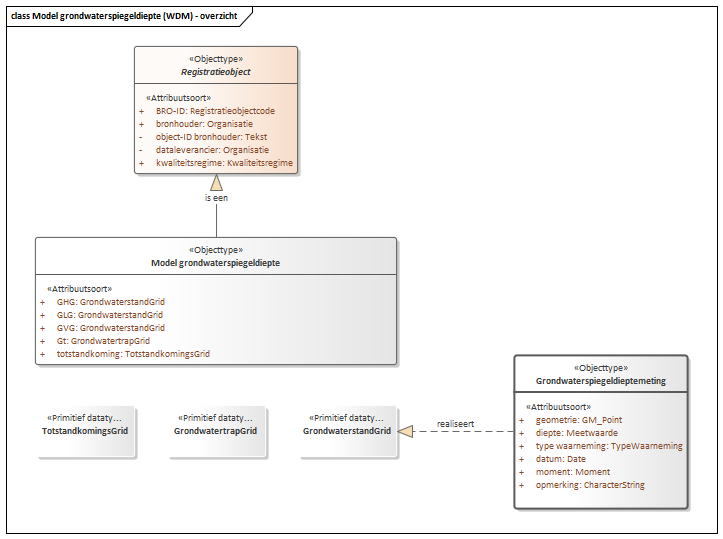 class Model grondwaterspiegeldiepte (WDM) - overzicht
«Objecttype»
Registratieobject
«Attribuutsoort»
+ BRO-ID: Registratieobjectcode
+ bronhouder: Organisatie
- object-ID bronhouder: Tekst
- dataleverancier: Organisatie
+ kwaliteitsregime: Kwaliteitsregime
is een
«Objecttype»
Model grondwaterspiegeldiepte
«Attribuutsoort»
+ GHG: GrondwaterstandGrid
+ GLG: GrondwaterstandGrid
+ GVG: GrondwaterstandGrid
+ Gt: GrondwatertrapGrid
+ totstandkoming: TotstandkomingsGrid
«Primitief dataty...
TotstandkomingsGrid
«Primitief dataty...
GrondwatertrapGrid
«Primitief dataty...
GrondwaterstandGrid
realiseert
«Objecttype»
Grondwaterspiegeldieptemeting
«Attribuutsoort»
+ geometrie: GM_Point
+ diepte: Meetwaarde
+ type waarneming: TypeWaarneming
+ datum: Date
+ moment: Moment
+ opmerking: CharacterString